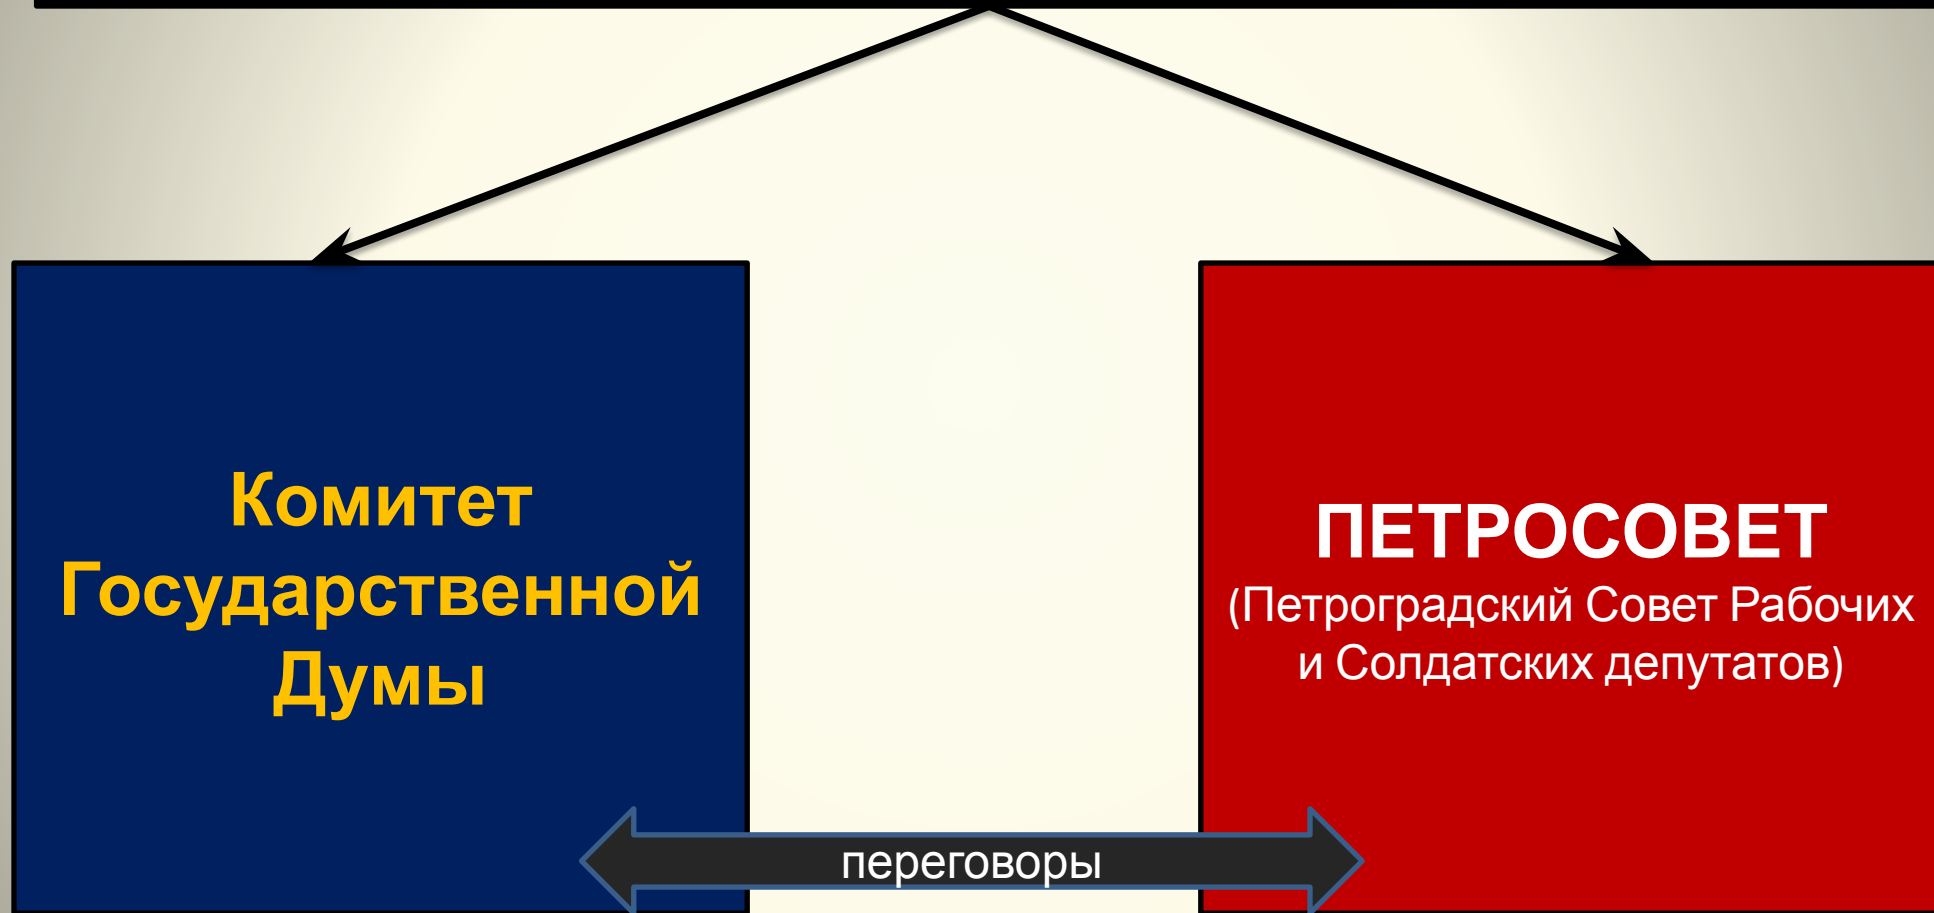 Комитет
Государственной
Думы
ПЕТРОСОВЕТ
(Петроградский Совет Рабочих
и Солдатских депутатов)
переговоры